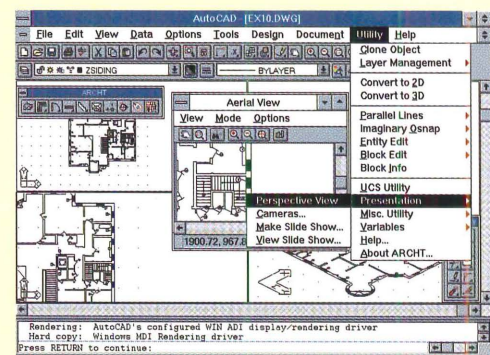 AutoCAD - [EX10.DWG]
File Edit View Data Options Tools Design Document Utility Help
ZSIDING
BYLAYER
ARCHT
Aerial View
View Mode Options
1900.72, 967.8
Clone Object
Layer Management
Convert to 2D
Convert to 3D
Parallel Lines
Imaginary Osnap
Entity Edit
Block Edit
Block Info
UCS Utility
Presentation
Misc. Utility
Variables
Help...
About ARCHT...
Perspective View
Cameras...
Make Slide Show...
View Slide Show...
Rendering: AutoCAD's configured WIN ADI display/rendering driver
Hard copy: Windows MDI Rendering driver
Press RETURN to continue: